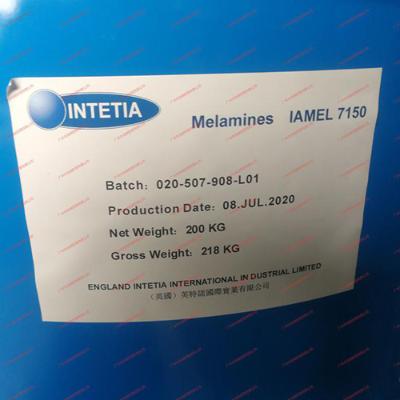 INTETIA
Melamines IAMEL 7150
Batch: 020-507-908-L01
Production Date: 08.JUL.2020
Net Weight: 200 KG
Gross Weight: 218 KG
ENGLAND INTETIA INTERNATIONAL IN DUSTRIAL LIMITED
（英國）英特諾國際實業有限公司